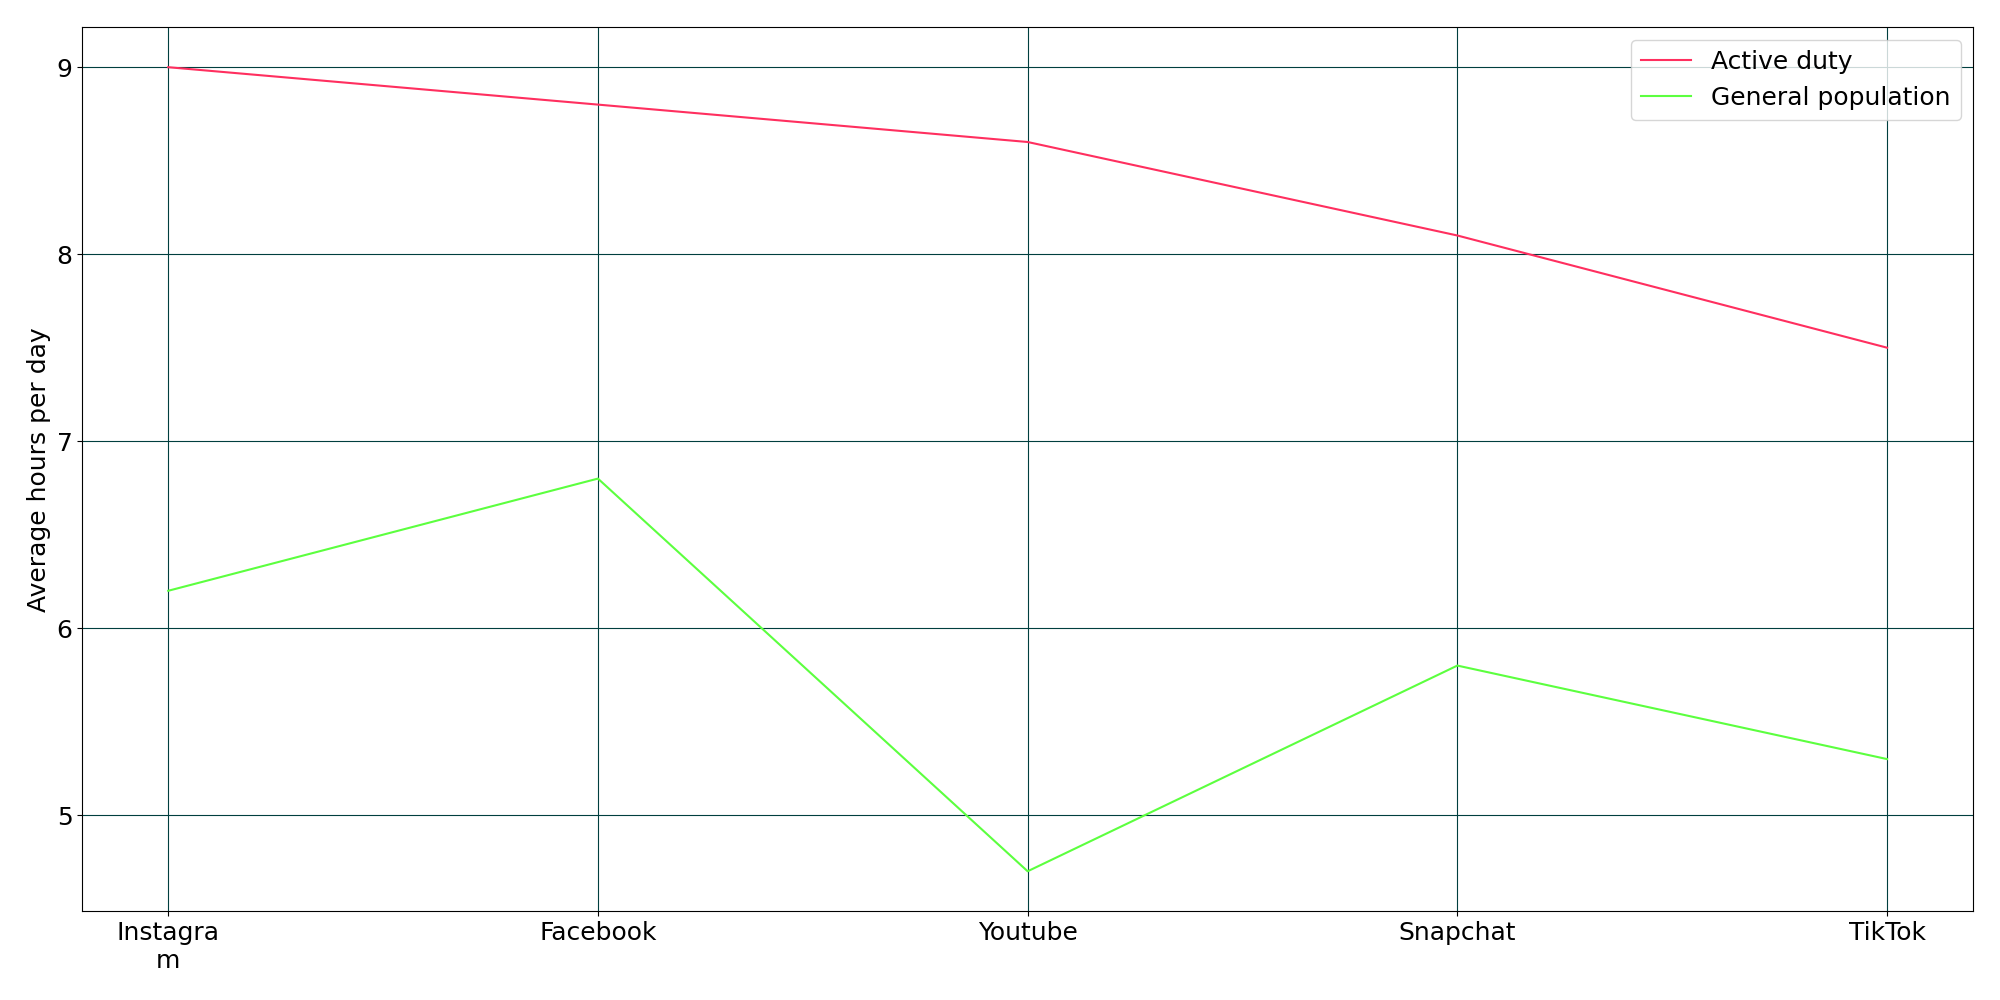 Active duty
General population
Average hours per day
9
8
7
6
5
Instagra
m
Facebook
Youtube
Snapchat
TikTok